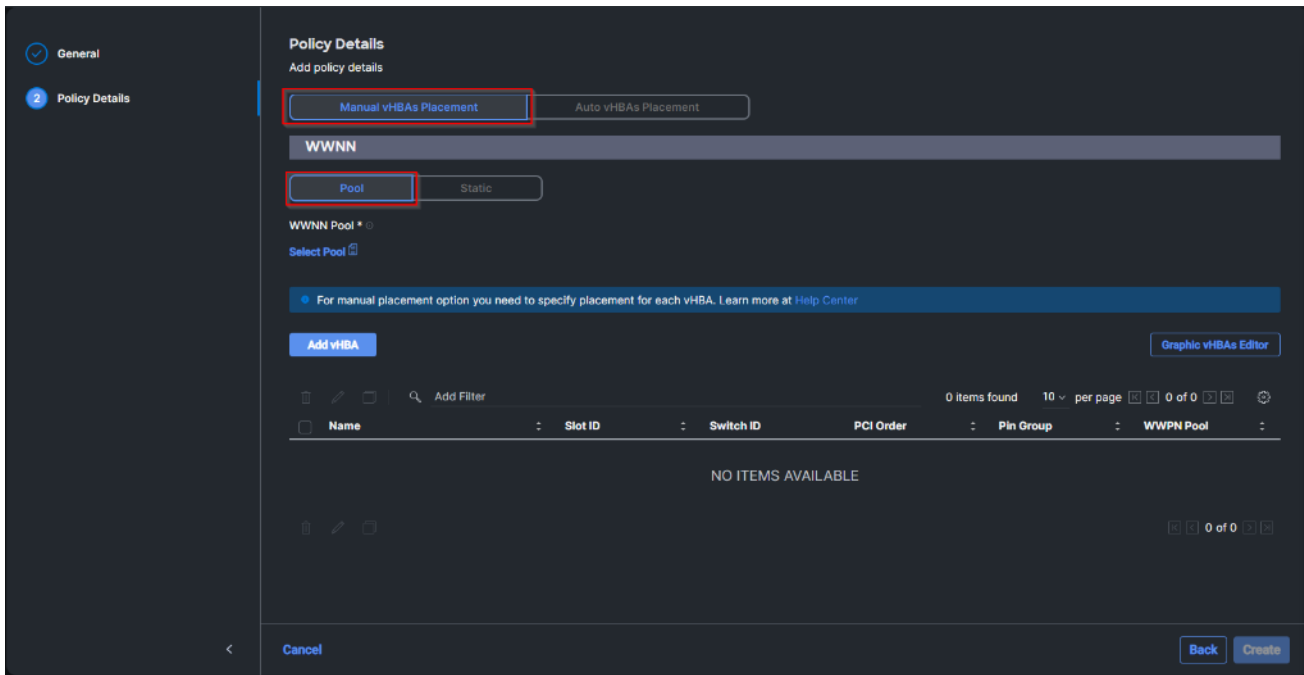 General
2 Policy Details
Policy Details
Add policy details
Manual vHBAs Placement Auto vHBAs Placement
WWNN
Pool Static
WWNN Pool *
Select Pool
For manual placement option you need to specify placement for each vHBA. Learn more at Help Center
Add vHBA Graphic vHBAs Editor
Add Filter 0 items found 10 per page 0 of 0
Name Slot ID Switch ID PCI Order Pin Group WWPN Pool
NO ITEMS AVAILABLE
0 of 0
Cancel Back Create